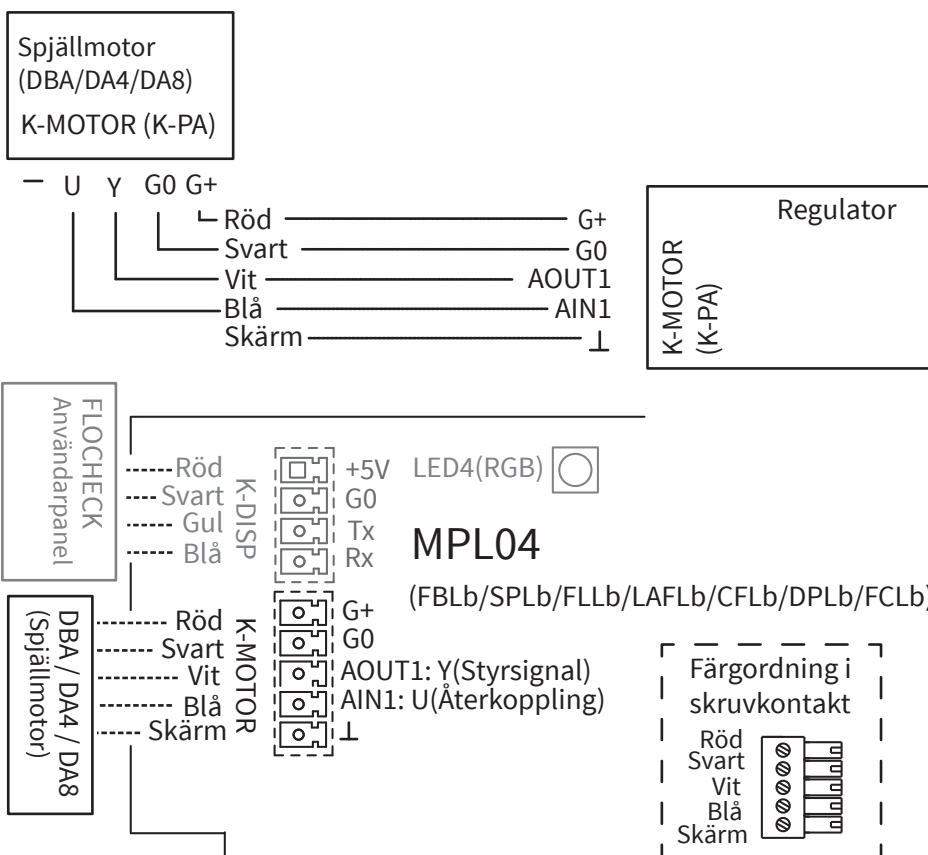 Spjällmotor
(DBA/DA4/DA8)
K-MOTOR (K-PA)
– U Y G0 G+
Röd G+
Svart G0
Vit AOUT1
Blå AIN1
Skärm ⊥
Regulator
K-MOTOR
(K-PA)
FLOCHECK
Användarpanel
Röd
Svart
Gul
Blå
K-DISP
+5V
G0
Tx
Rx
LED4(RGB)
MPL04
(FBLb/SPLb/FLLb/LAFLb/CFLb/DPLb/FCLb)
DBA / DA4 / DA8
(Spjällmotor)
Röd
Svart
Vit
Blå
Skärm
K-MOTOR
G+
G0
AOUT1: Y(Styrsignal)
AIN1: U(Återkoppling)
⊥
Färgordning i
skruvkontakt
Röd
Svart
Vit
Blå
Skärm